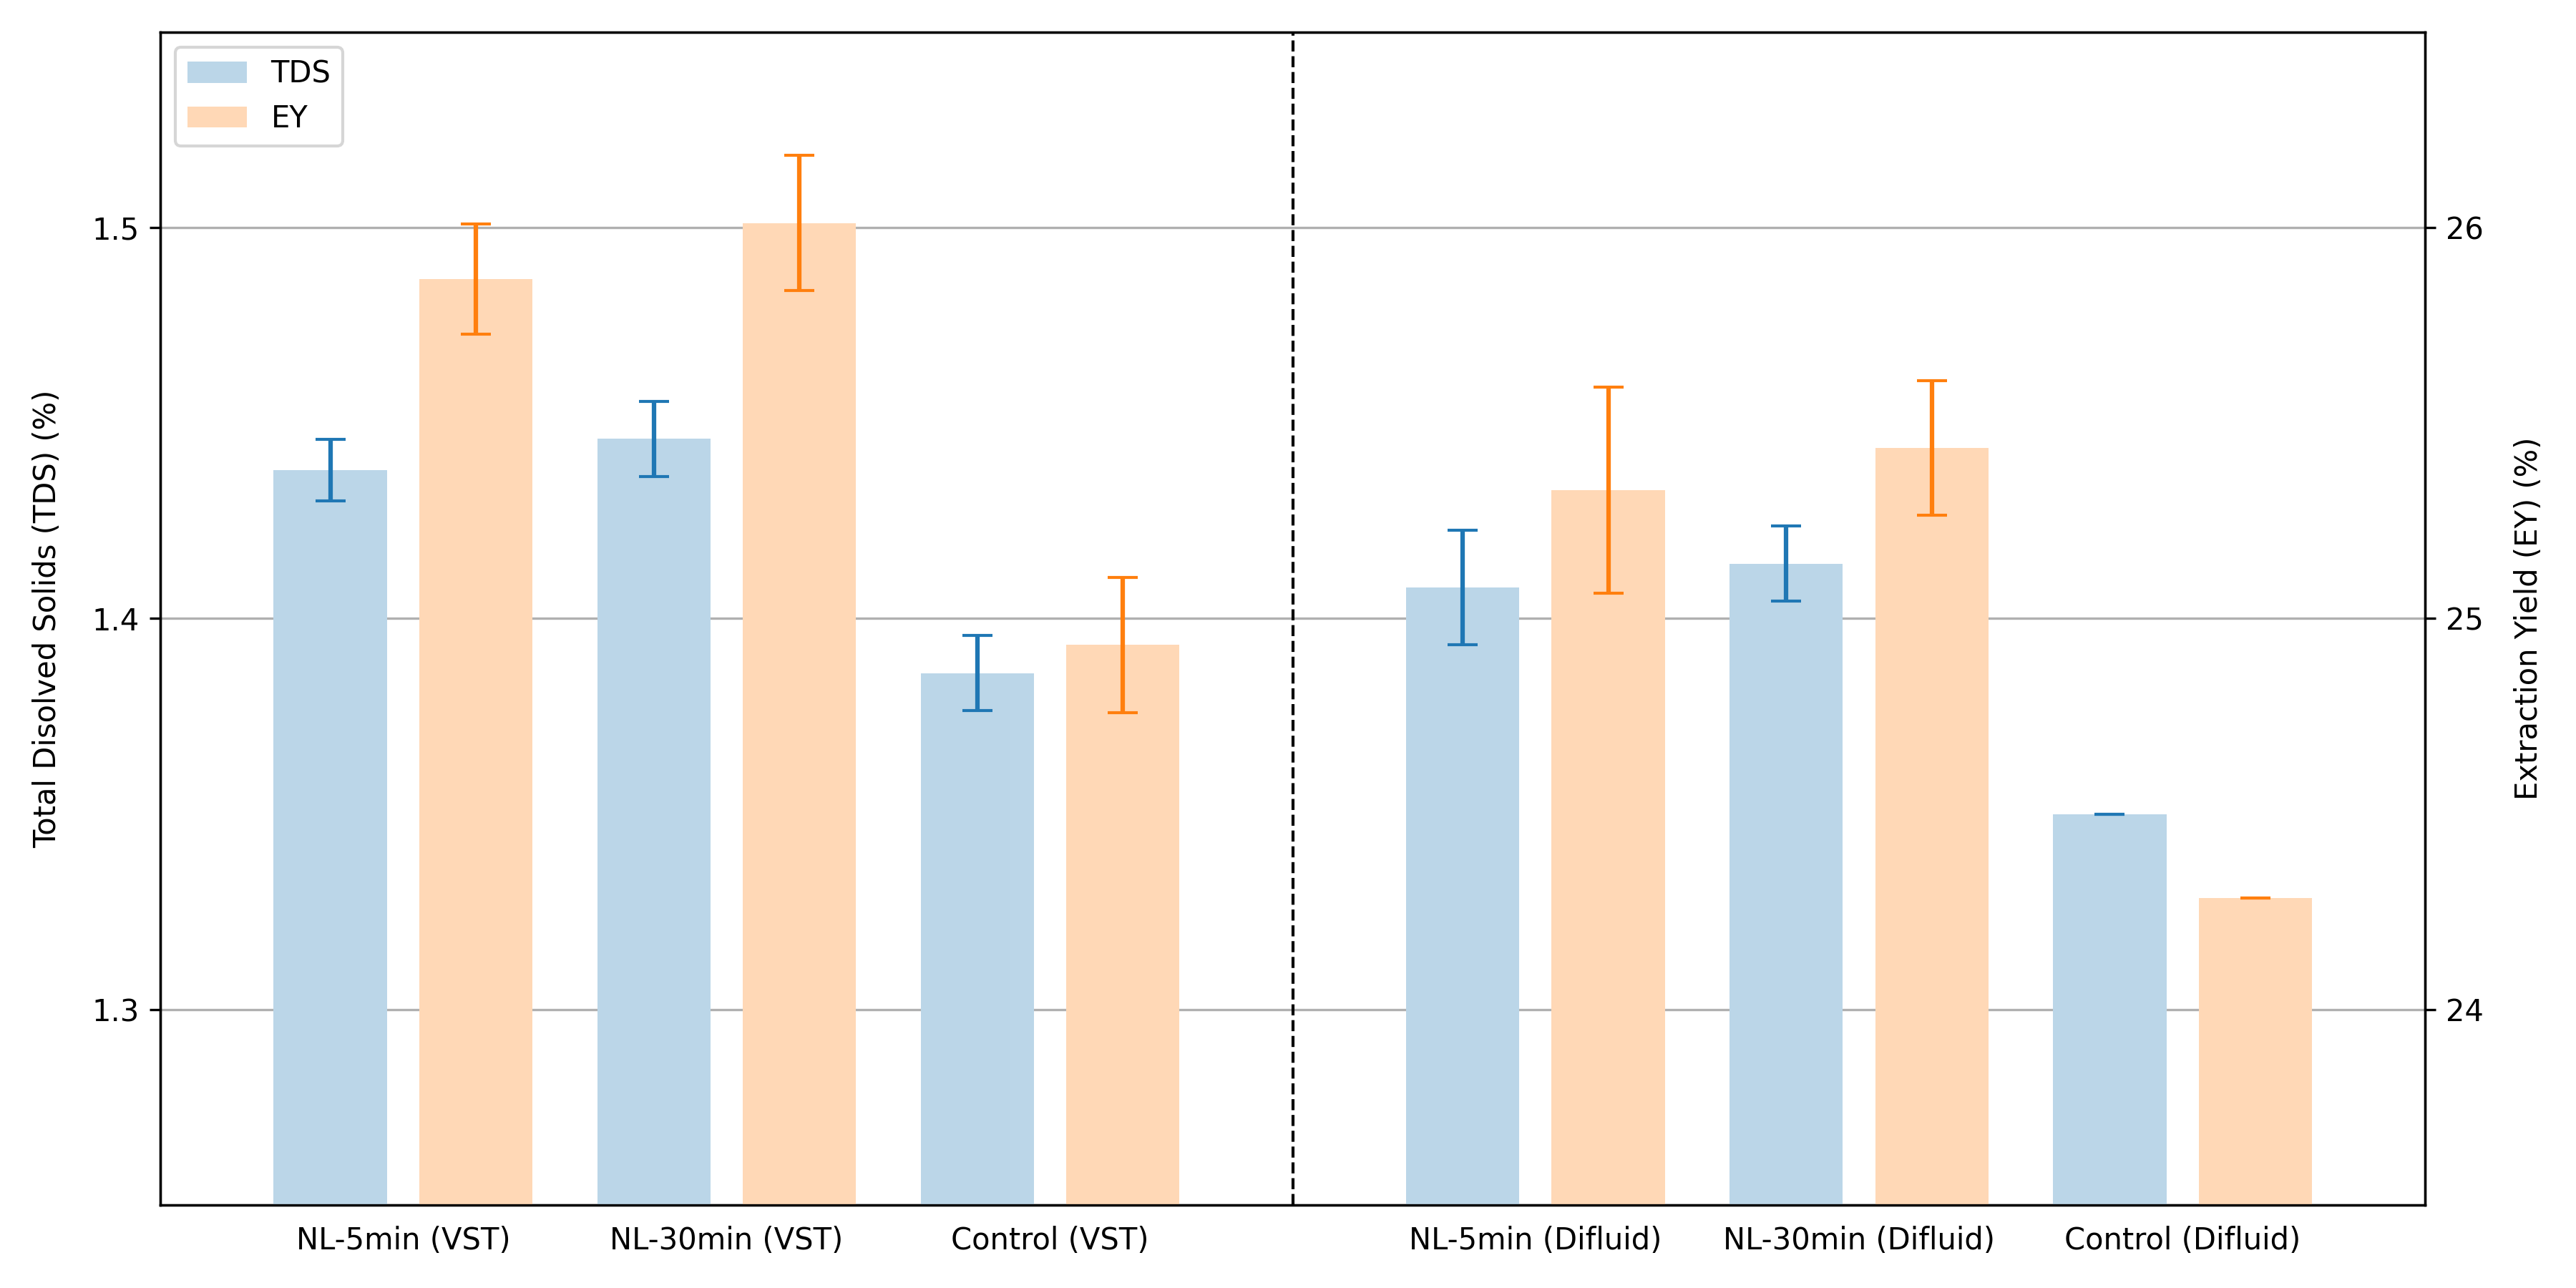 TDS
EY
1.5
1.4
1.3
Total Disolved Solids (TDS) (%)
26
25
24
Extraction Yield (EY) (%)
NL-5min (VST)
NL-30min (VST)
Control (VST)
NL-5min (Difluid)
NL-30min (Difluid)
Control (Difluid)